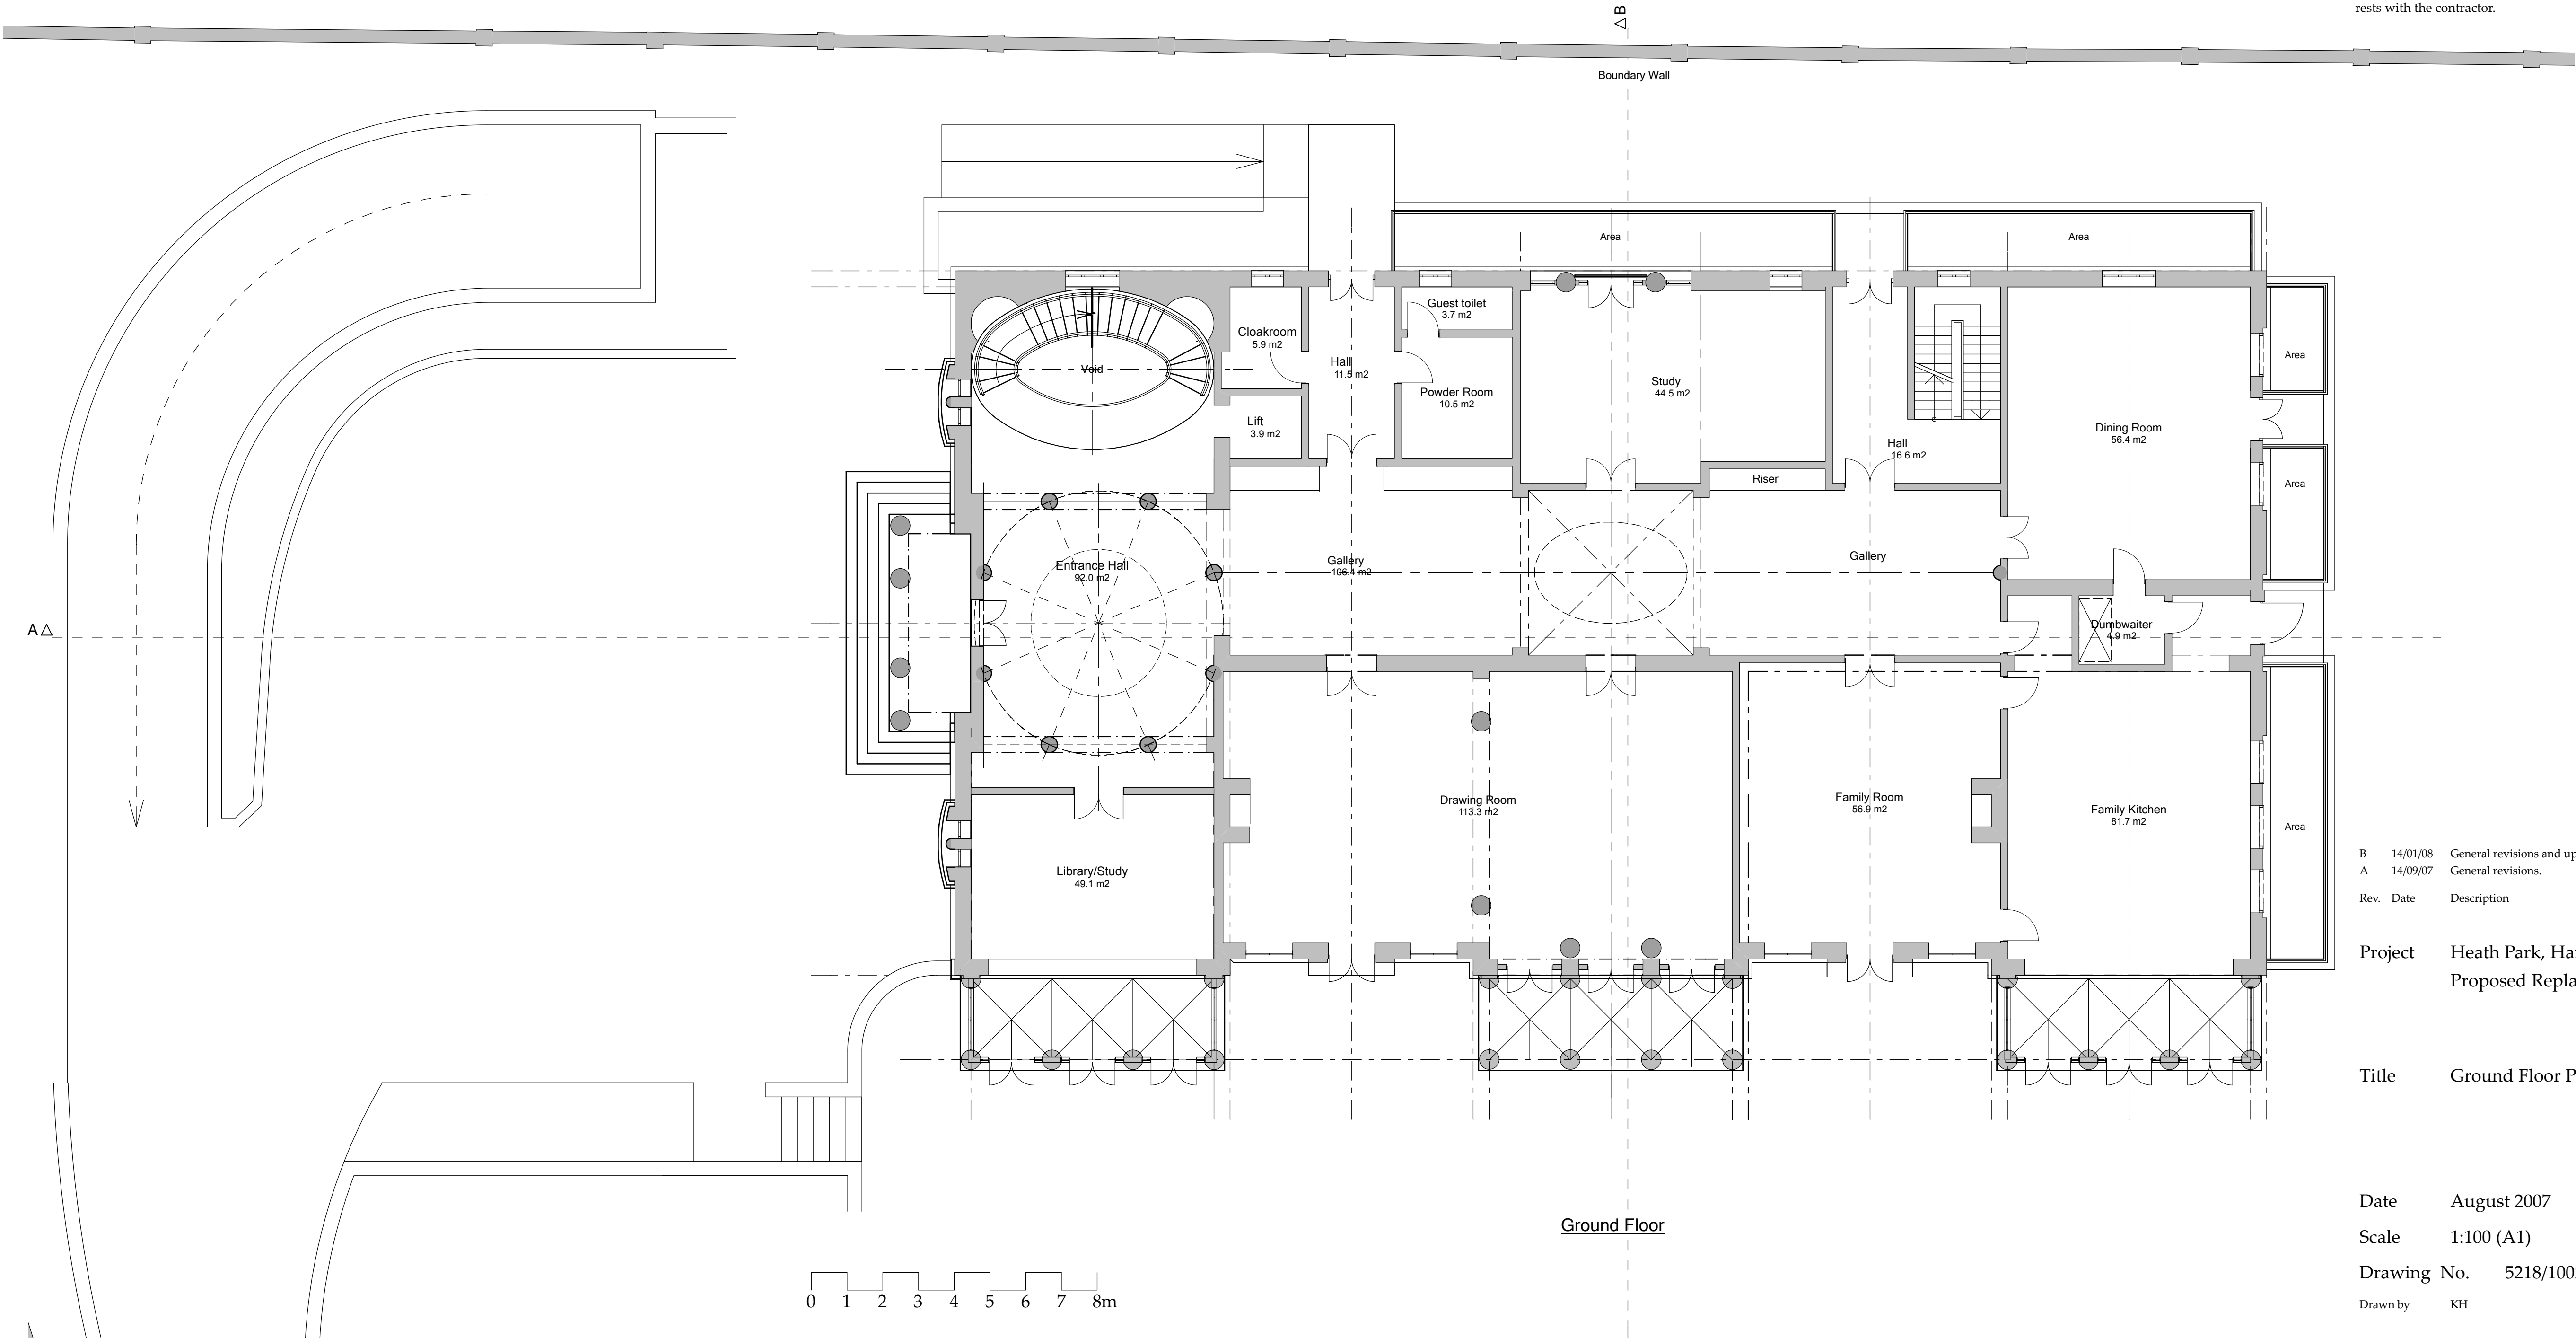 rests with the contractor.
B
Boundary Wall
Area
Area
Guest toilet
3.7 m2
Cloakroom
5.9 m2
Hall
11.5 m2
Void
Powder Room
10.5 m2
Study
44.5 m2
Area
Lift
3.9 m2
Hall
16.6 m2
Dining Room
56.4 m2
Riser
Area
Entrance Hall
92.0 m2
Gallery
106.4 m2
Gallery
A
Dumbwaiter
4.9 m2
Drawing Room
113.3 m2
Family Room
56.9 m2
Family Kitchen
81.7 m2
Area
Library/Study
49.1 m2
B 14/01/08 General revisions and up
A 14/09/07 General revisions.
Rev. Date Description
Project Heath Park, Ha
Proposed Repla
Title Ground Floor P
Date August 2007
Scale 1:100 (A1)
Drawing No. 5218/100
Drawn by KH
Ground Floor
0 1 2 3 4 5 6 7 8m